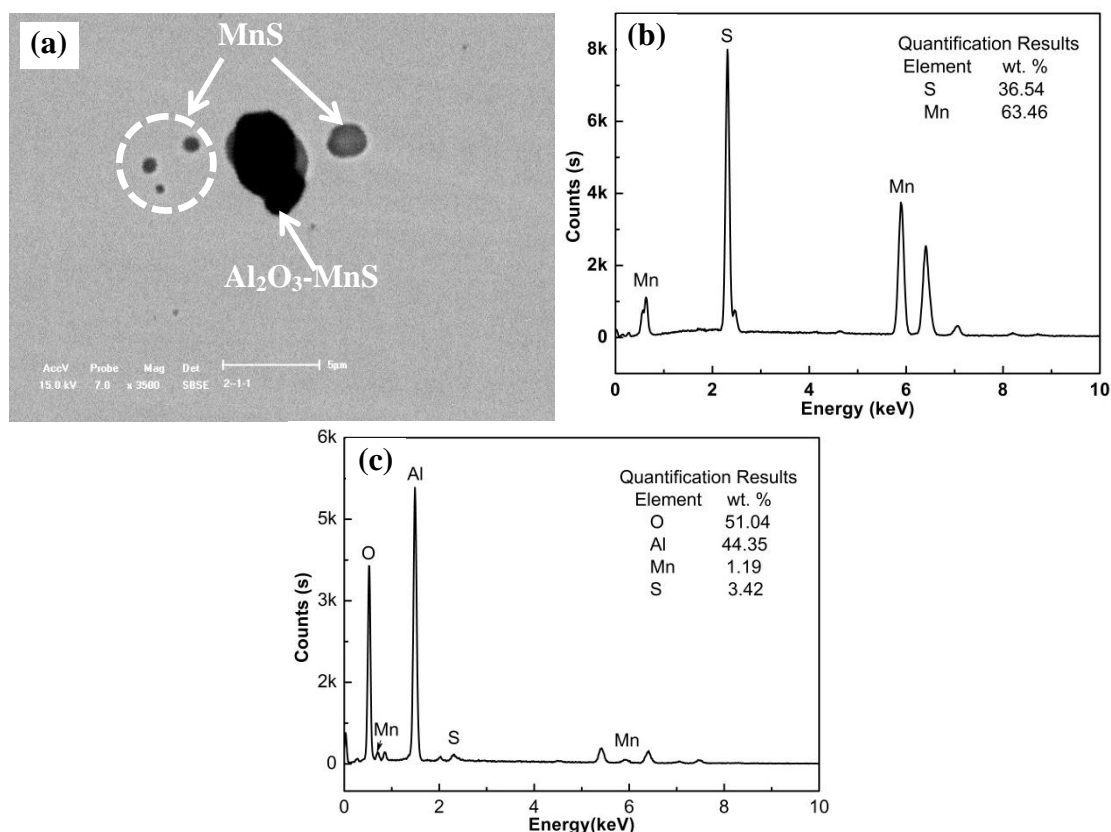 (a)
MnS
Al₂O₃-MnS
AccV Probe Mag Det
15.0 kV 7.0 x 3500 SBSE 2--1-1 5μm
(b)
S
Quantification Results
Element wt. %
S 36.54
Mn 63.46
Mn
Mn
8k
6k
4k
2k
0
Counts (s)
0 2 4 6 8 10
Energy (keV)
(c)
Al
Quantification Results
Element wt. %
O 51.04
Al 44.35
Mn 1.19
S 3.42
O
Mn
S
Mn
6k
5k
3k
2k
0
Counts (s)
0 2 4 6 8 10
Energy(keV)